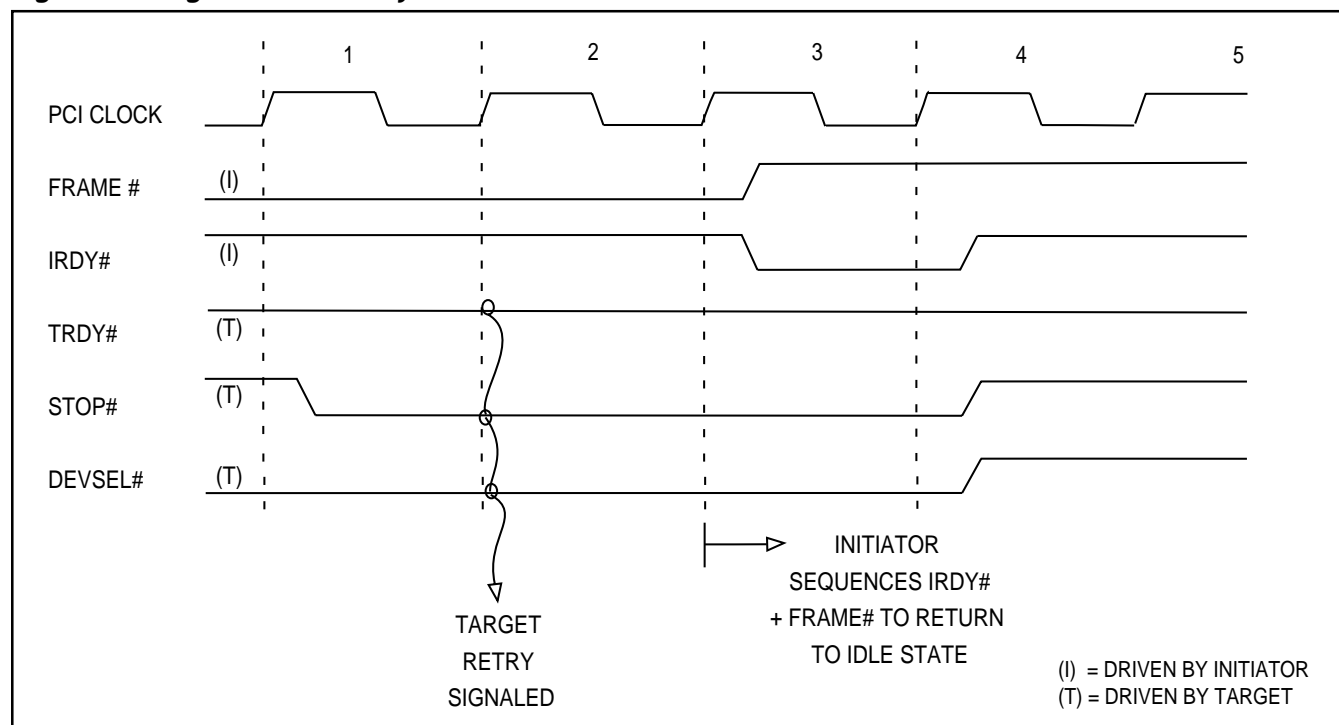 1 2 3 4 5
PCI CLOCK
FRAME # (I)
IRDY# (I)
TRDY# (T)
STOP# (T)
DEVSEL# (T)
TARGET
RETRY
SIGNALED
INITIATOR
SEQUENCES IRDY#
+ FRAME# TO RETURN
TO IDLE STATE
(I) = DRIVEN BY INITIATOR
(T) = DRIVEN BY TARGET